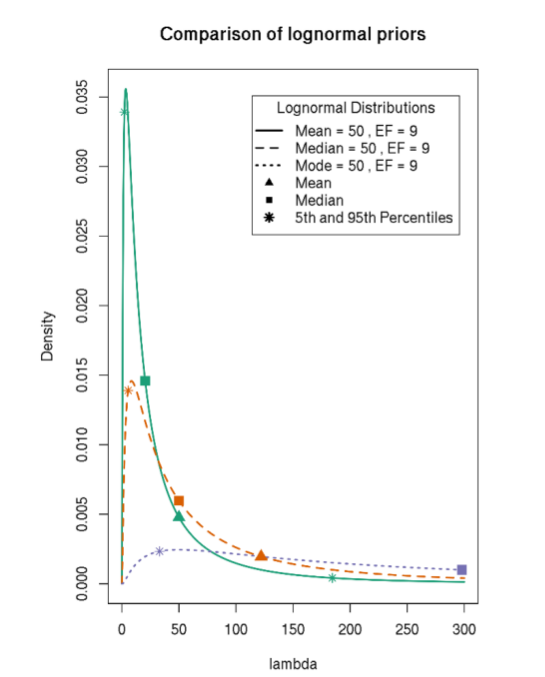 Comparison of lognormal priors
Lognormal Distributions
Mean = 50 , EF = 9
Median = 50 , EF = 9
Mode = 50 , EF = 9
Mean
Median
5th and 95th Percentiles
Density
0.035
0.030
0.025
0.020
0.015
0.010
0.005
0.000
0 50 100 150 200 250 300
lambda